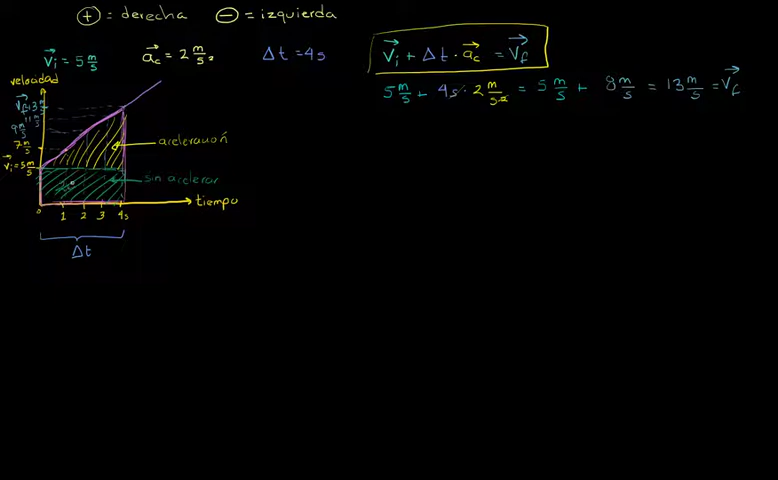 ⊕ = derecha ⊖ = izquierda
v⃗i = 5 m/s a⃗c = 2 m/s² Δt = 4s
v⃗i + Δt · a⃗c = v⃗f
5 m/s + 4s · 2 m/s² = 5 m/s + 8 m/s = 13 m/s = v⃗f
velocidad
v⃗f=13 m/s
11 m/s
9 m/s
7 m/s
v⃗i = 5 m/s
aceleración
sin acelerar
tiempo
0 1 2 3 4s
Δt